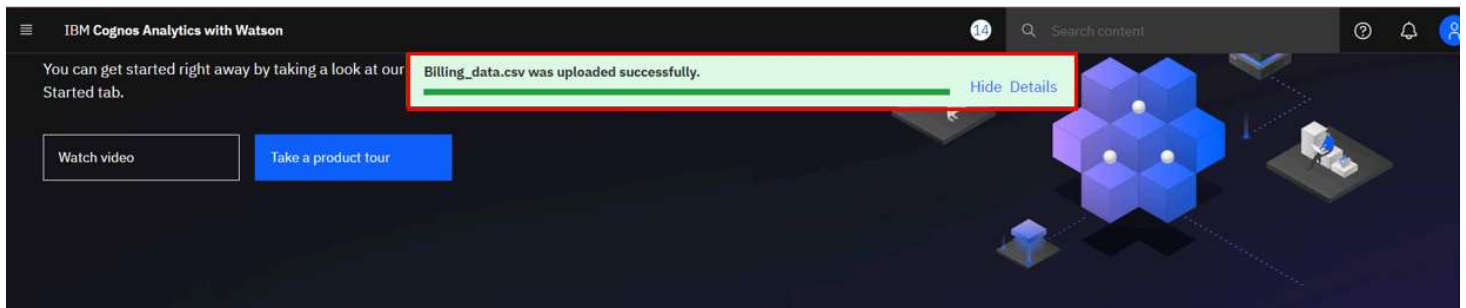 IBM Cognos Analytics with Watson
14
Search content
You can get started right away by taking a look at our
Started tab.
Billing_data.csv was uploaded successfully.
Hide Details
Watch video
Take a product tour